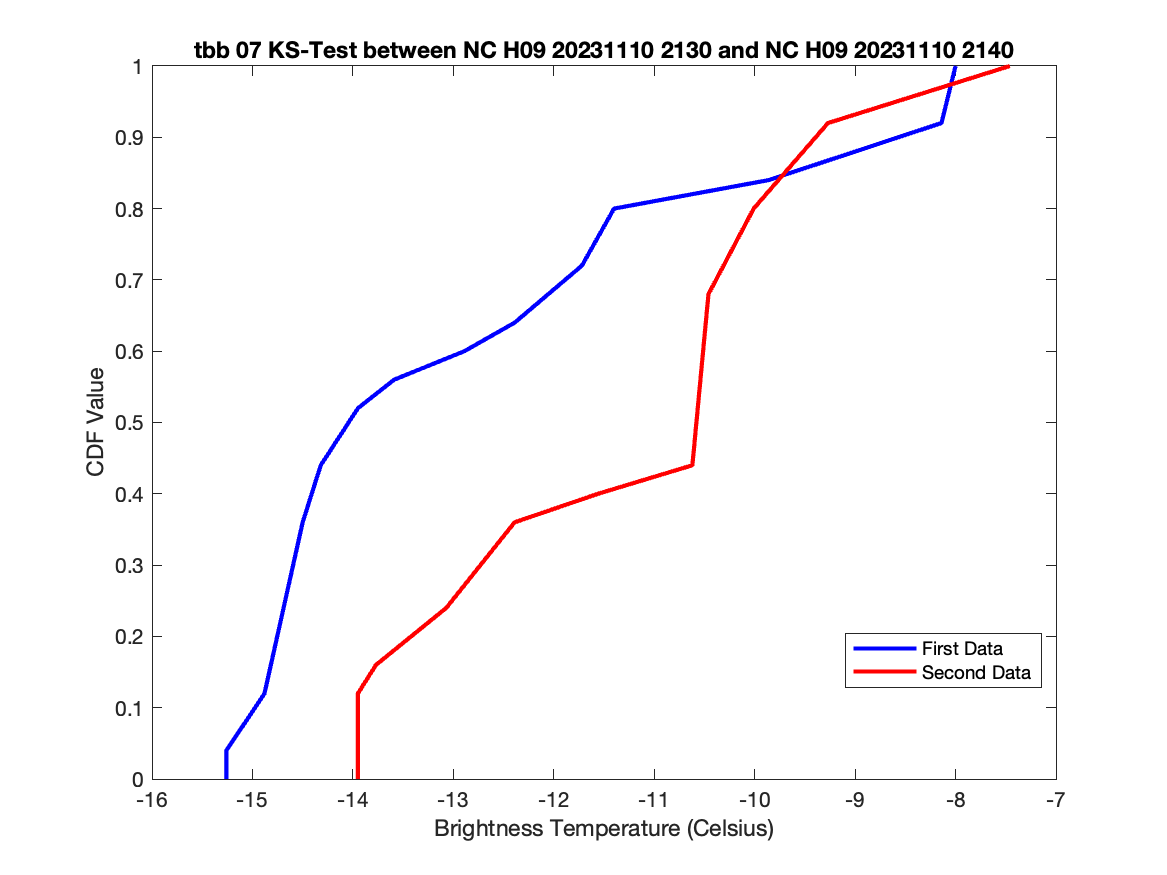 tbb 07 KS-Test between NC H09 20231110 2130 and NC H09 20231110 2140
1
0.9
0.8
0.7
0.6
0.5
0.4
0.3
0.2
0.1
0
CDF Value
First Data
Second Data
-16 -15 -14 -13 -12 -11 -10 -9 -8 -7
Brightness Temperature (Celsius)